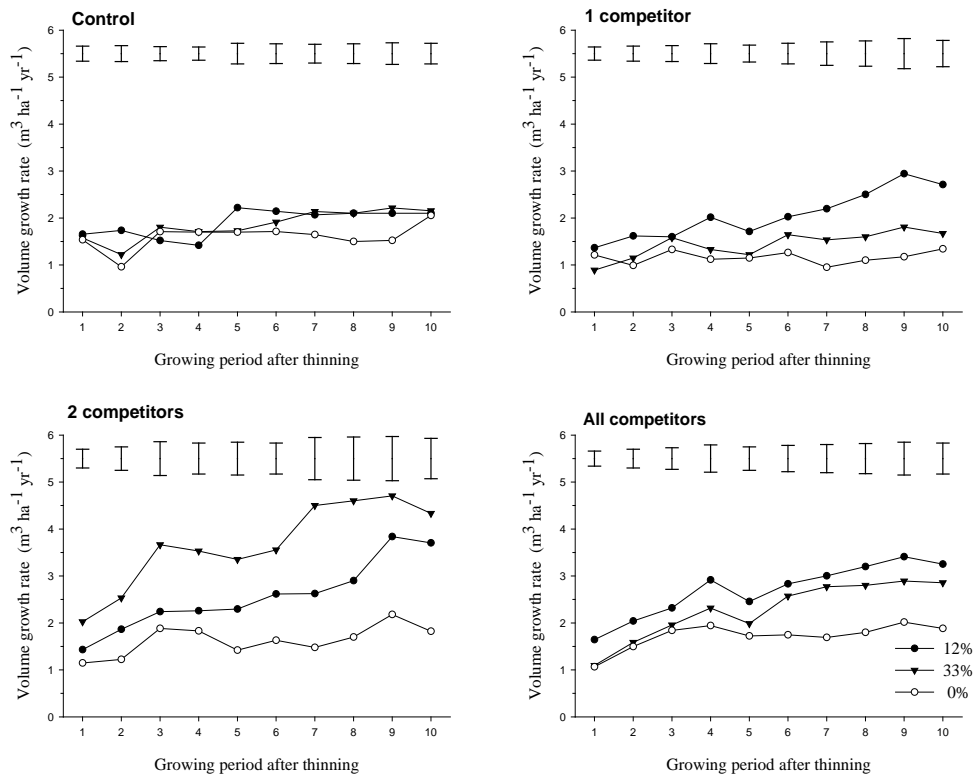 Control
6
5
4
3
2
1
0
Volume growth rate (m³ ha⁻¹ yr⁻¹)
1 2 3 4 5 6 7 8 9 10
Growing period after thinning
1 competitor
6
5
4
3
2
1
0
Volume growth rate (m³ ha⁻¹ yr⁻¹)
1 2 3 4 5 6 7 8 9 10
Growing period after thinning
2 competitors
6
5
4
3
2
1
0
Volume growth rate (m³ ha⁻¹ yr⁻¹)
1 2 3 4 5 6 7 8 9 10
Growing period after thinning
All competitors
6
5
4
3
2
1
0
Volume growth rate (m³ ha⁻¹ yr⁻¹)
12%
33%
0%
1 2 3 4 5 6 7 8 9 10
Growing period after thinning